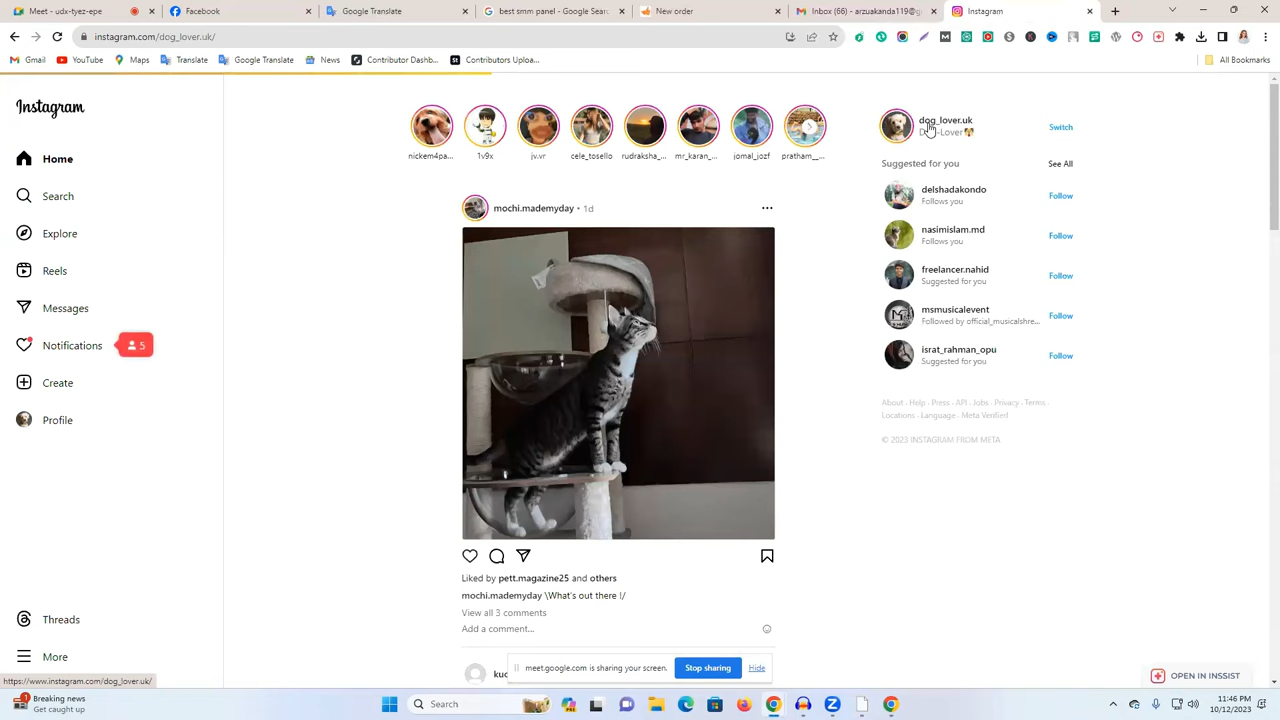 Meet - udx-tyez-pns
Facebook
Google Translate
best smm panel - Google Sear
New order
Inbox (66) - arzukanda119@g
Instagram
instagram.com/dog_lover.uk/
Gmail
YouTube
Maps
Translate
Google Translate
News
Contributor Dashb...
Contributors Uploa...
All Bookmarks
Instagram
Home
Search
Explore
Reels
Messages
Notifications
5
Create
Profile
Threads
More
nickem4pa...
1v9x
jv.vr
cele_tosello
rudraksha_...
mr_karan_...
jomal_jozf
pratham__...
mochi.mademyday • 1d
Liked by pett.magazine25 and others
mochi.mademyday \What's out there !/
View all 3 comments
Add a comment...
dog_lover.uk
Switch
Suggested for you
See All
delshadakondo
Follows you
Follow
nasimislam.md
Follows you
Follow
freelancer.nahid
Suggested for you
Follow
msmusicalevent
Followed by official_musicalshre...
Follow
israt_rahman_opu
Suggested for you
Follow
About · Help · Press · API · Jobs · Privacy · Terms ·
Locations · Language · Meta Verified
© 2023 INSTAGRAM FROM META
meet.google.com is sharing your screen.
Stop sharing
Hide
OPEN IN INSSIST
https://www.instagram.com/dog_lover.uk/
Breaking news
Get caught up
Search
11:46 PM
10/12/2023